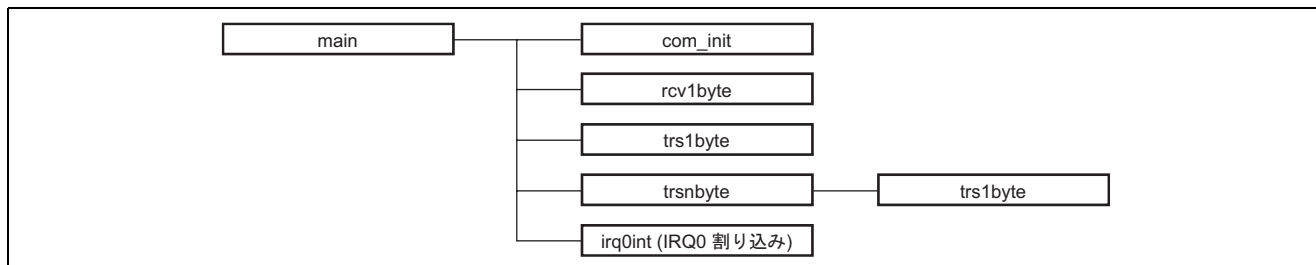 main
com_init
rcv1byte
trs1byte
trsnbyte
trs1byte
irq0int (IRQ0 割り込み)